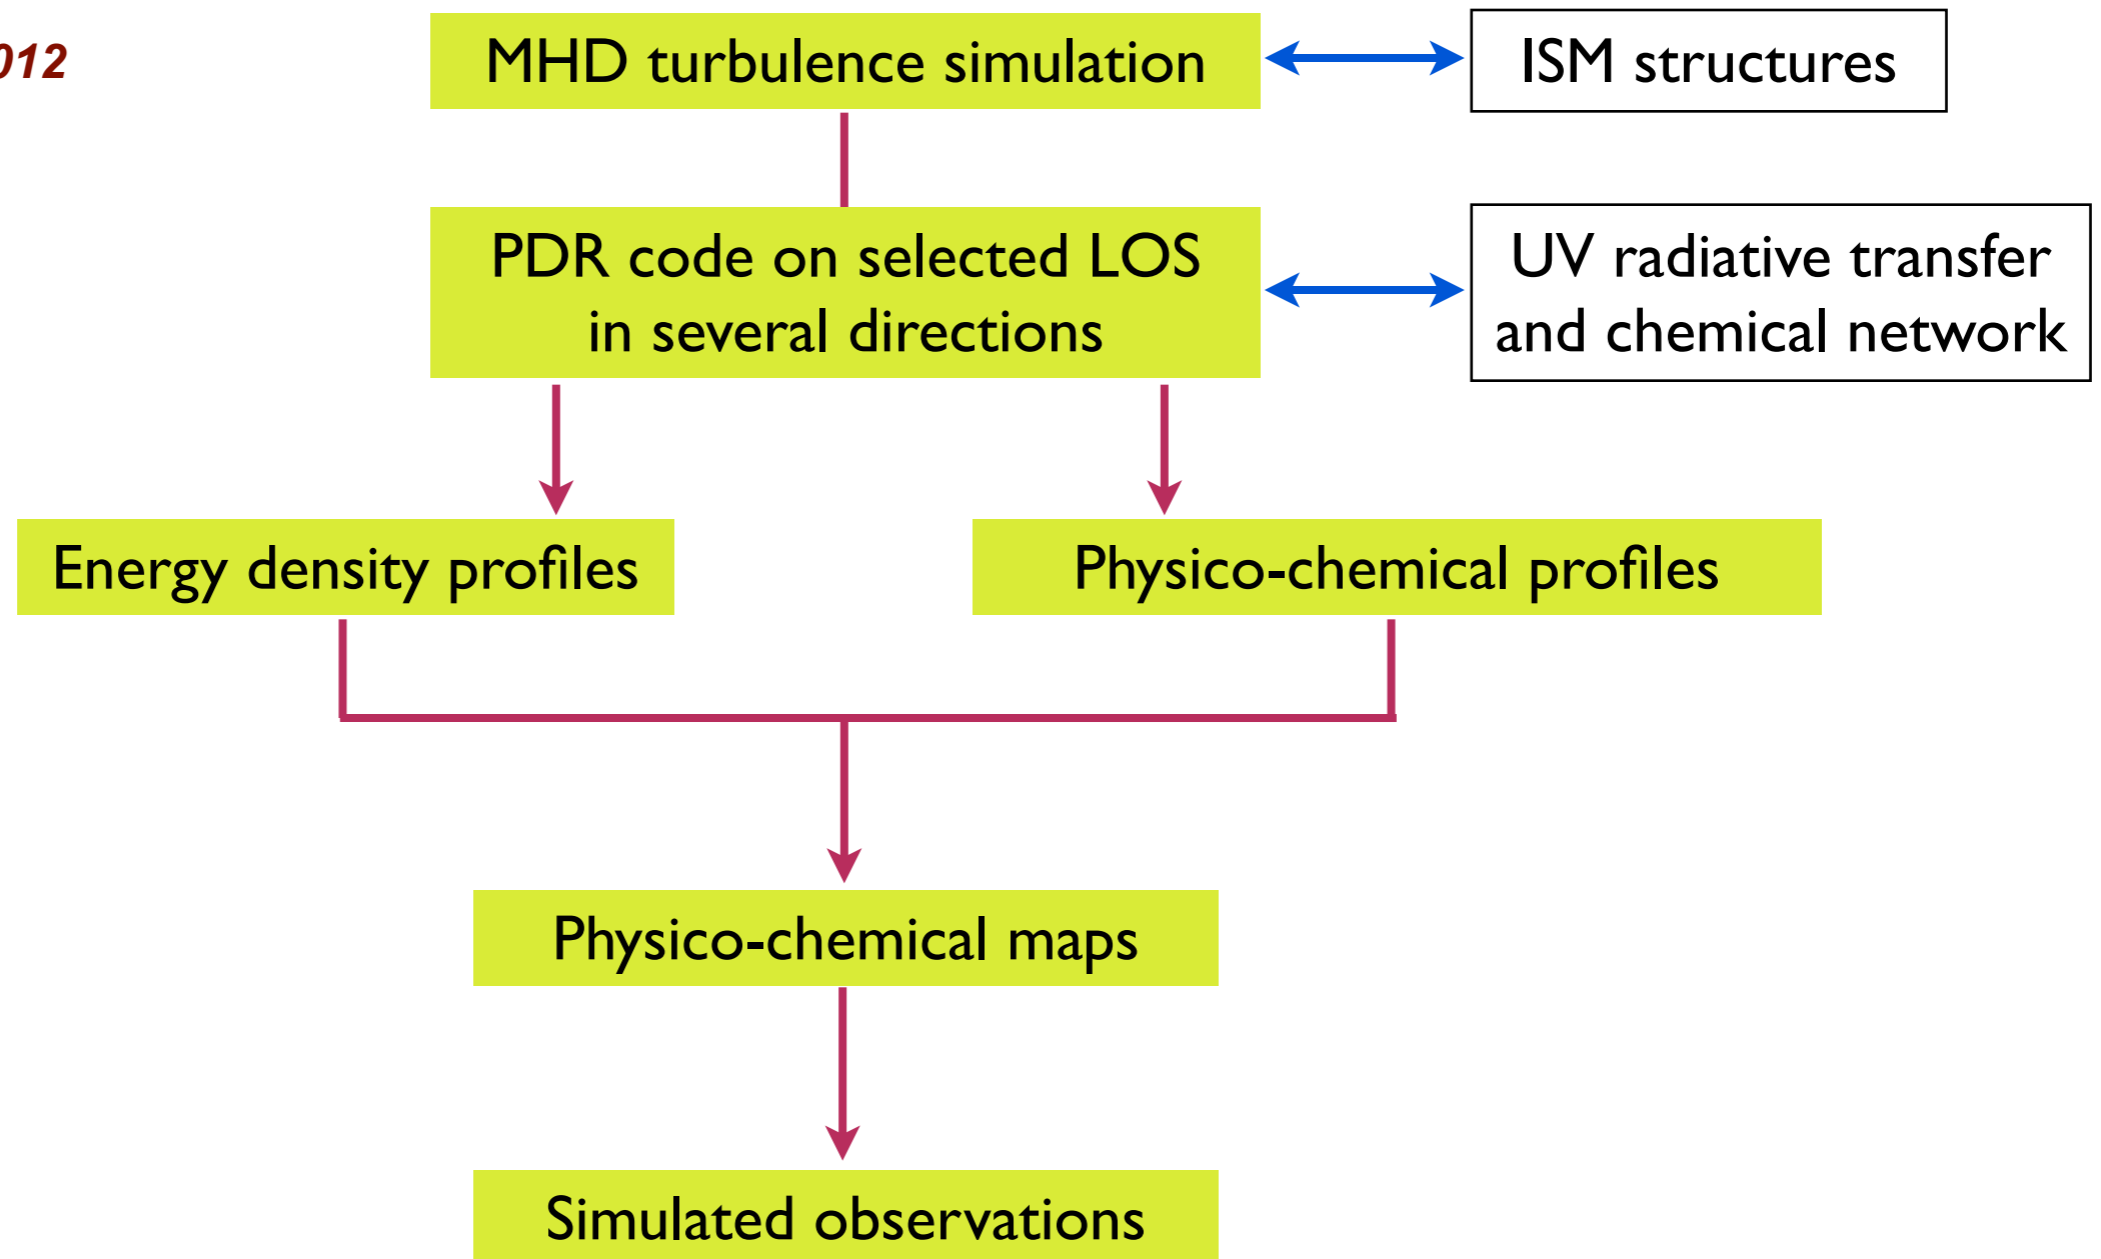 012
MHD turbulence simulation
ISM structures
PDR code on selected LOS
in several directions
UV radiative transfer
and chemical network
Energy density profiles
Physico-chemical profiles
Physico-chemical maps
Simulated observations